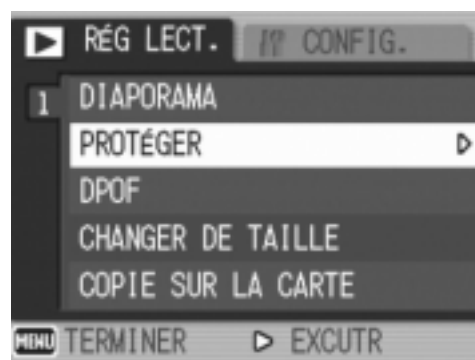 RÉG LECT. CONFIG.
1 DIAPORAMA
PROTÉGER
DPOF
CHANGER DE TAILLE
COPIE SUR LA CARTE
MENU TERMINER EXCUTR